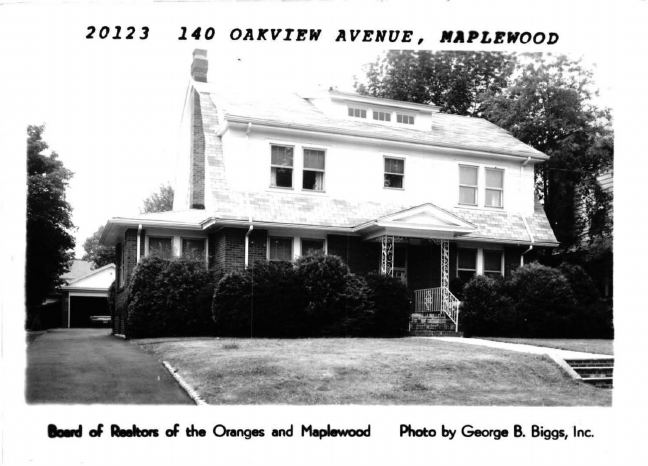 20123 140 OAKVIEW AVENUE, MAPLEWOOD
Board of Realtors of the Oranges and Maplewood Photo by George B. Biggs, Inc.